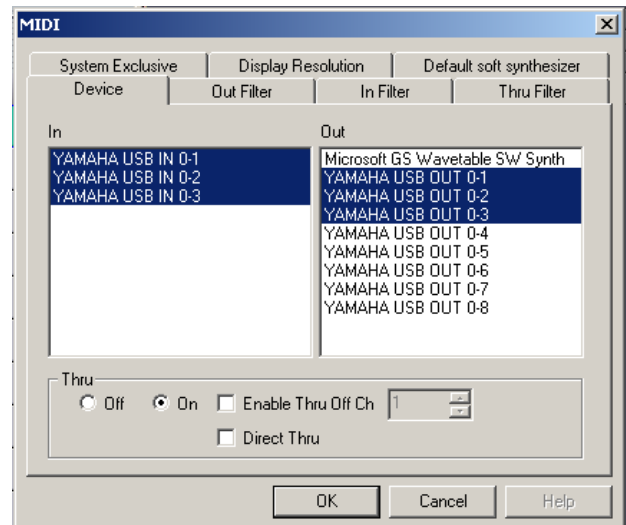 MIDI
System Exclusive
Display Resolution
Default soft synthesizer
Device
Out Filter
In Filter
Thru Filter
In
Out
YAMAHA USB IN 0-1
YAMAHA USB IN 0-2
YAMAHA USB IN 0-3
Microsoft GS Wavetable SW Synth
YAMAHA USB OUT 0-1
YAMAHA USB OUT 0-2
YAMAHA USB OUT 0-3
YAMAHA USB OUT 0-4
YAMAHA USB OUT 0-5
YAMAHA USB OUT 0-6
YAMAHA USB OUT 0-7
YAMAHA USB OUT 0-8
Thru
Off On Enable Thru Off Ch 1
Direct Thru
OK Cancel Help